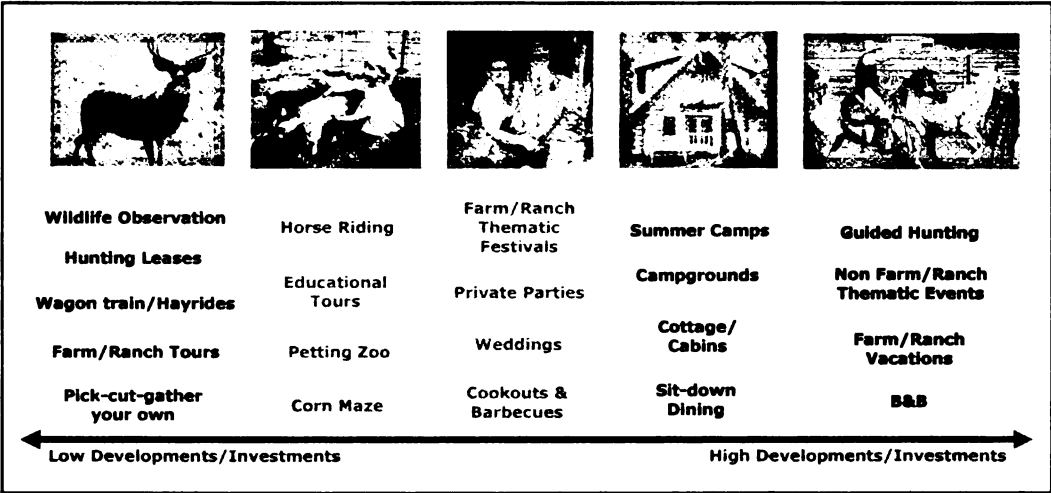 Wildlife Observation
Hunting Leases
Wagon train/Hayrides
Farm/Ranch Tours
Pick-cut-gather
your own
Horse Riding
Educational
Tours
Petting Zoo
Corn Maze
Farm/Ranch
Thematic
Festivals
Private Parties
Weddings
Cookouts &
Barbecues
Summer Camps
Campgrounds
Cottage/
Cabins
Sit-down
Dining
Guided Hunting
Non Farm/Ranch
Thematic Events
Farm/Ranch
Vacations
B&B
Low Developments/Investments
High Developments/Investments